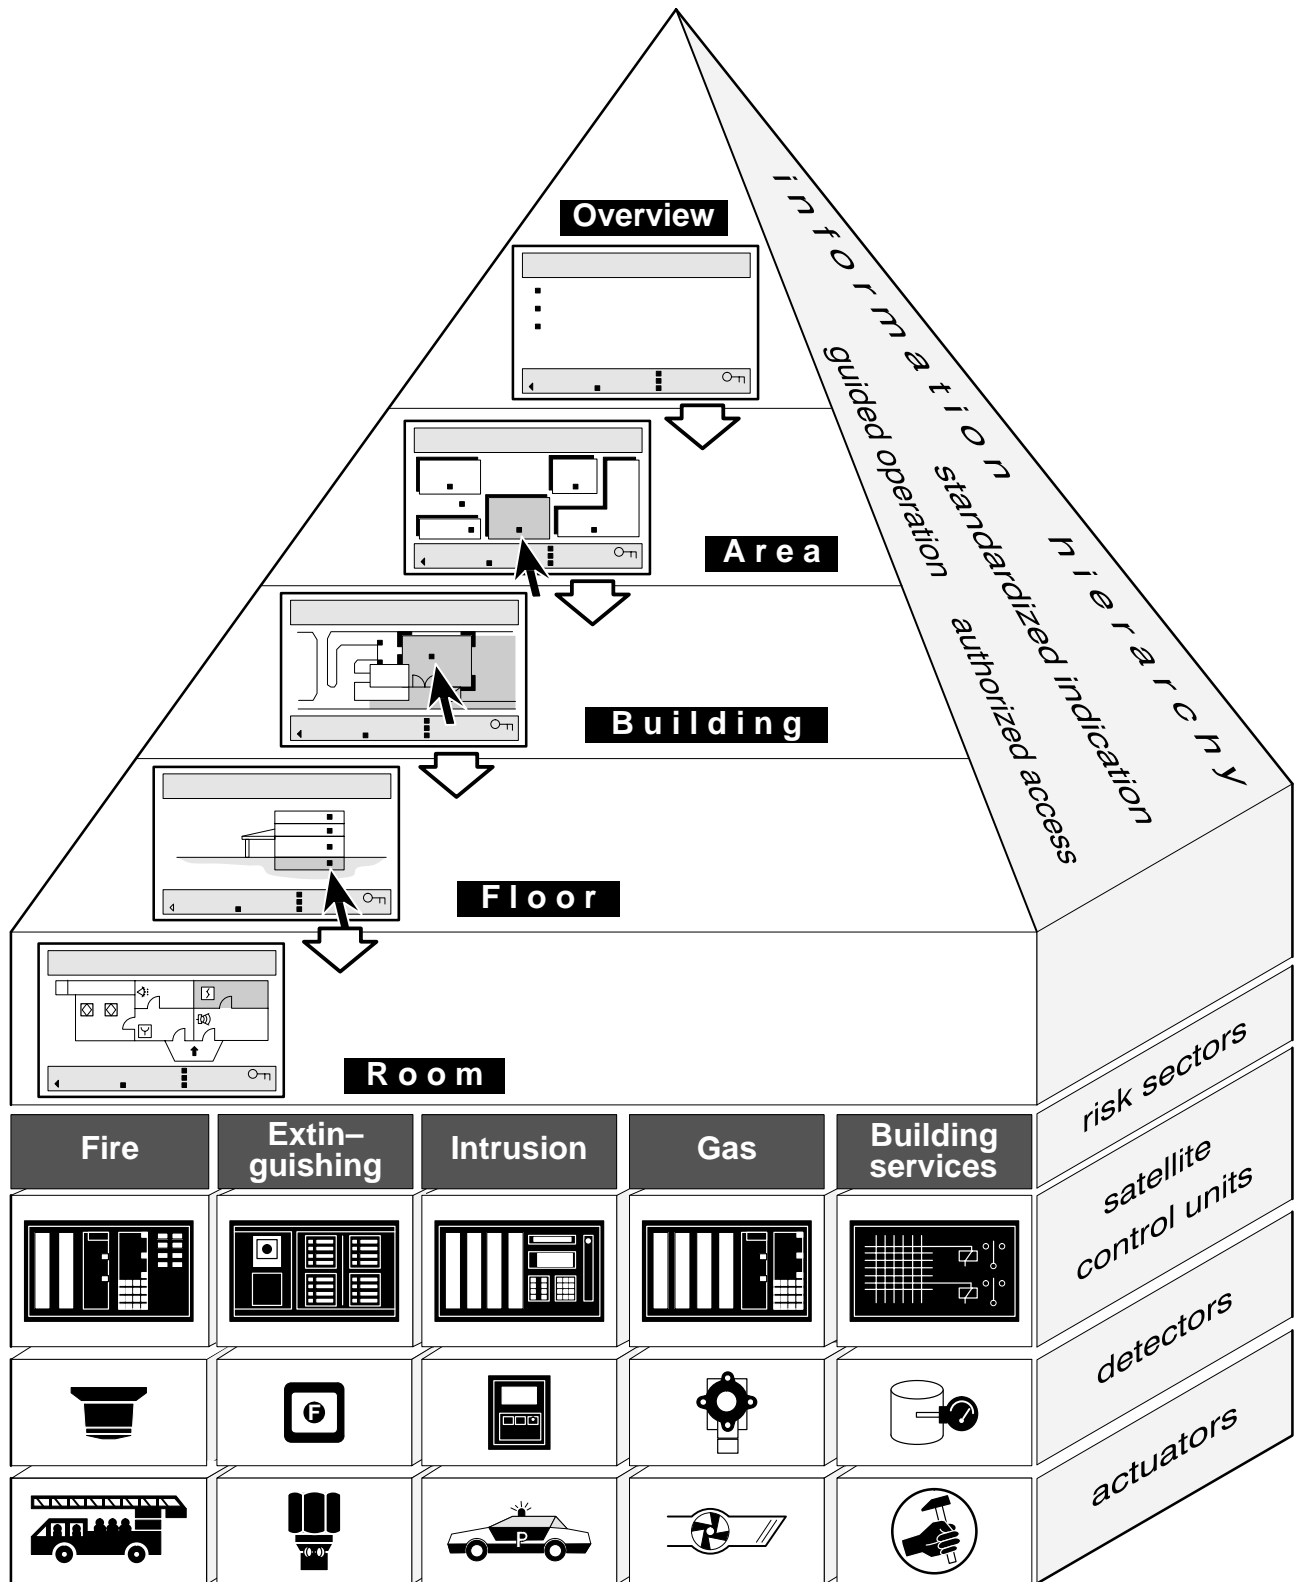 Overview
information hierarchy
guided operation
standardized indication
authorized access
Area
Building
Floor
Room
Fire
Extin–
guishing
Intrusion
Gas
Building
services
risk sectors
satellite
control units
detectors
actuators
F
P